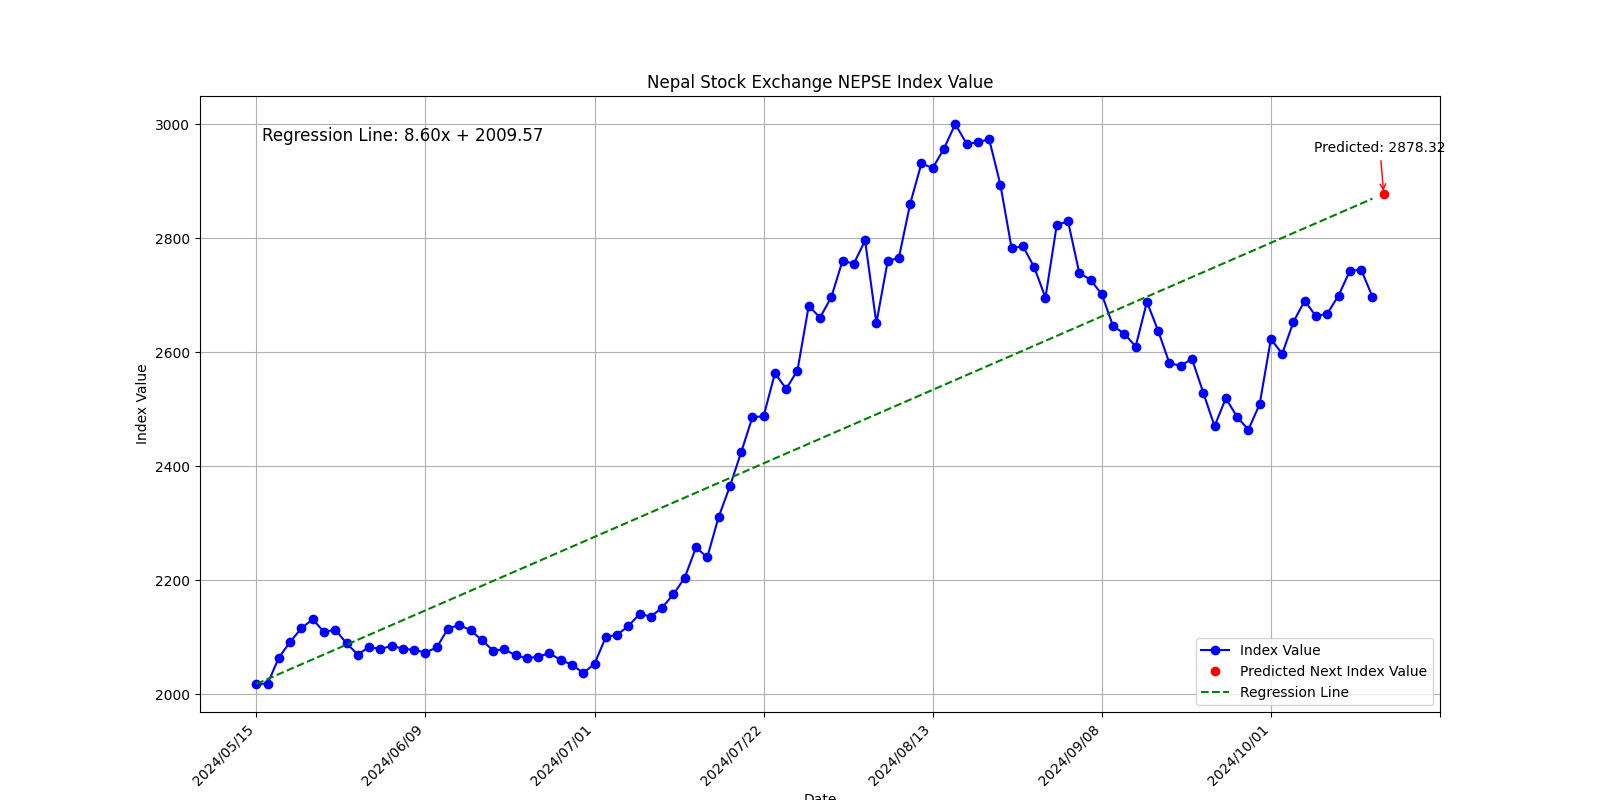 Nepal Stock Exchange NEPSE Index Value
Regression Line: 8.60x + 2009.57
Predicted: 2878.32
3000
2800
2600
2400
2200
2000
Index Value
Index Value
Predicted Next Index Value
Regression Line
2024/05/15
2024/06/09
2024/07/01
2024/07/22
2024/08/13
2024/09/08
2024/10/01
Date